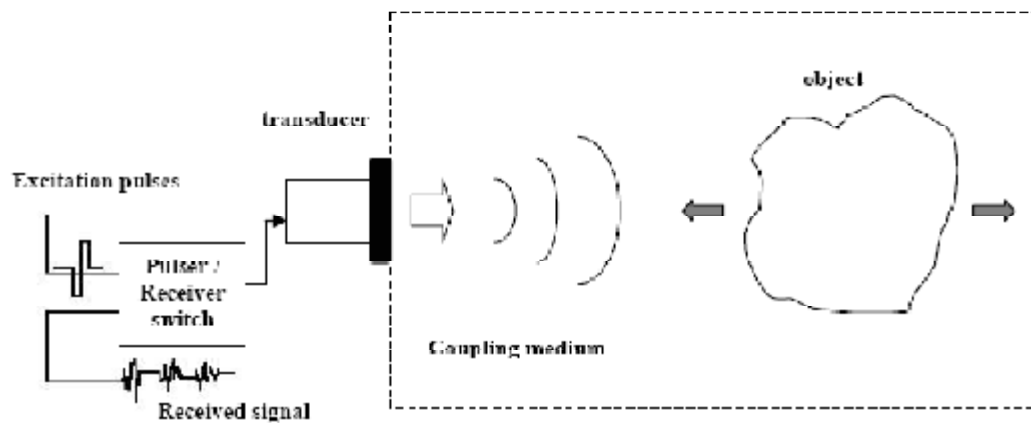 object
transducer
Excitation pulses
Pulser /
Receiver
switch
Coupling medium
Received signal